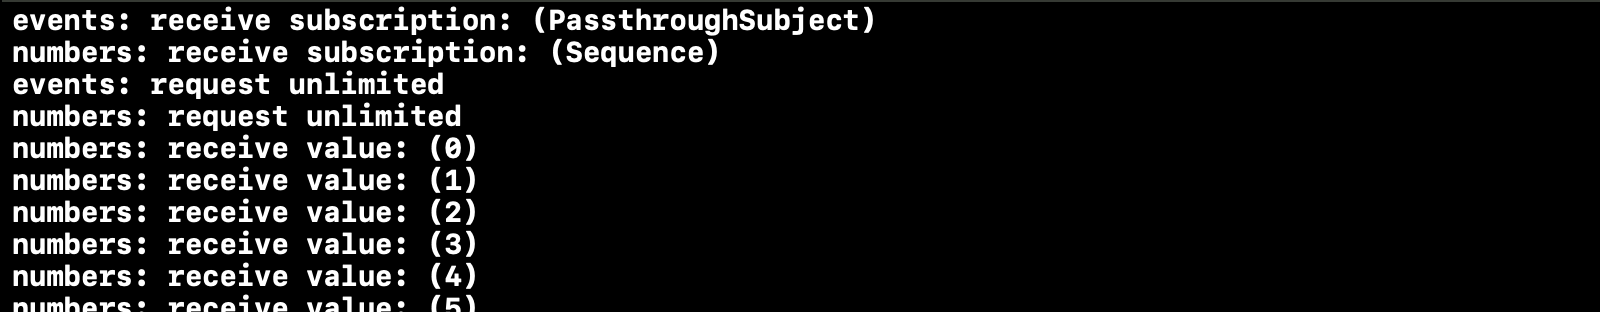 events: receive subscription: (PassthroughSubject)
numbers: receive subscription: (Sequence)
events: request unlimited
numbers: request unlimited
numbers: receive value: (0)
numbers: receive value: (1)
numbers: receive value: (2)
numbers: receive value: (3)
numbers: receive value: (4)
numbers: receive value: (5)